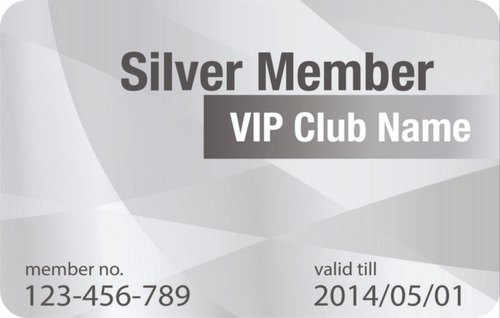 Silver Member
VIP Club Name
member no.
valid till
123-456-789
2014/05/01